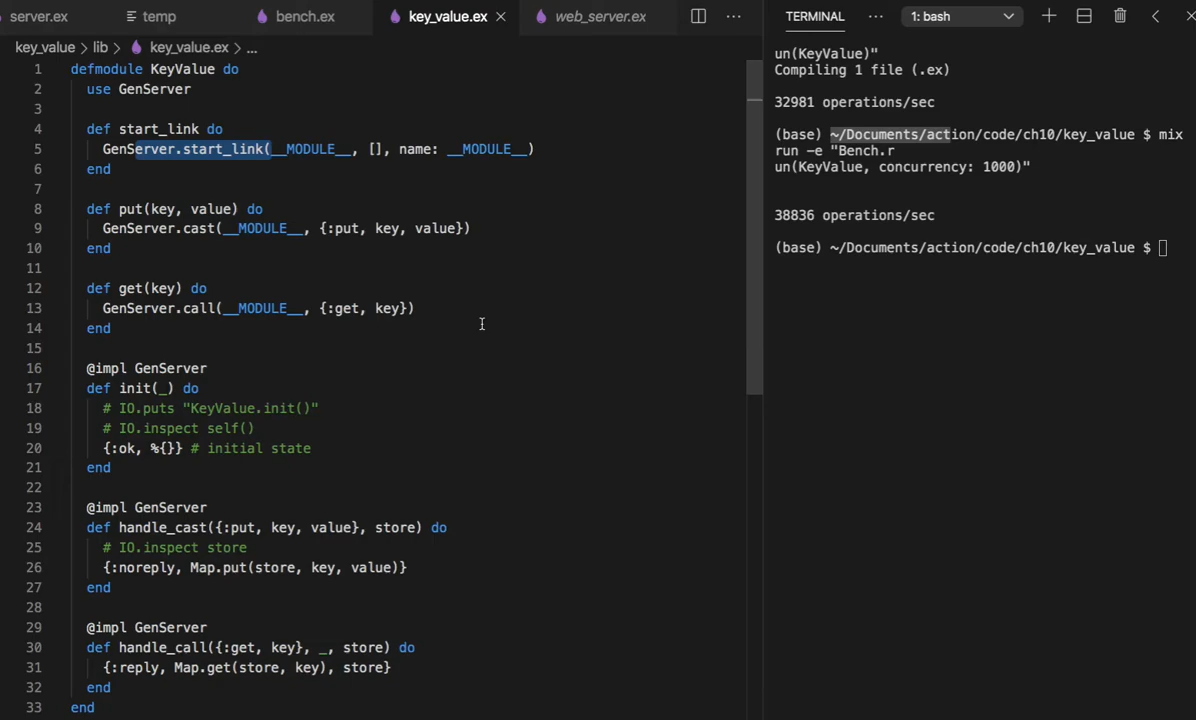 server.ex temp bench.ex key_value.ex web_server.ex
key_value > lib > key_value.ex > ...
1 defmodule KeyValue do
2 use GenServer
3
4 def start_link do
5 GenServer.start_link(__MODULE__, [], name: __MODULE__)
6 end
7
8 def put(key, value) do
9 GenServer.cast(__MODULE__, {:put, key, value})
10 end
11
12 def get(key) do
13 GenServer.call(__MODULE__, {:get, key})
14 end
15
16 @impl GenServer
17 def init(_) do
18 # IO.puts "KeyValue.init()"
19 # IO.inspect self()
20 {:ok, %{}} # initial state
21 end
22
23 @impl GenServer
24 def handle_cast({:put, key, value}, store) do
25 # IO.inspect store
26 {:noreply, Map.put(store, key, value)}
27 end
28
29 @impl GenServer
30 def handle_call({:get, key}, _, store) do
31 {:reply, Map.get(store, key), store}
32 end
33 end
TERMINAL ... 1: bash
un(KeyValue)"
Compiling 1 file (.ex)
32981 operations/sec
(base) ~/Documents/action/code/ch10/key_value $ mix
run -e "Bench.r
un(KeyValue, concurrency: 1000)"
38836 operations/sec
(base) ~/Documents/action/code/ch10/key_value $